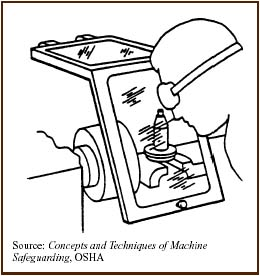 Source: Concepts and Techniques of Machine
Safeguarding, OSHA